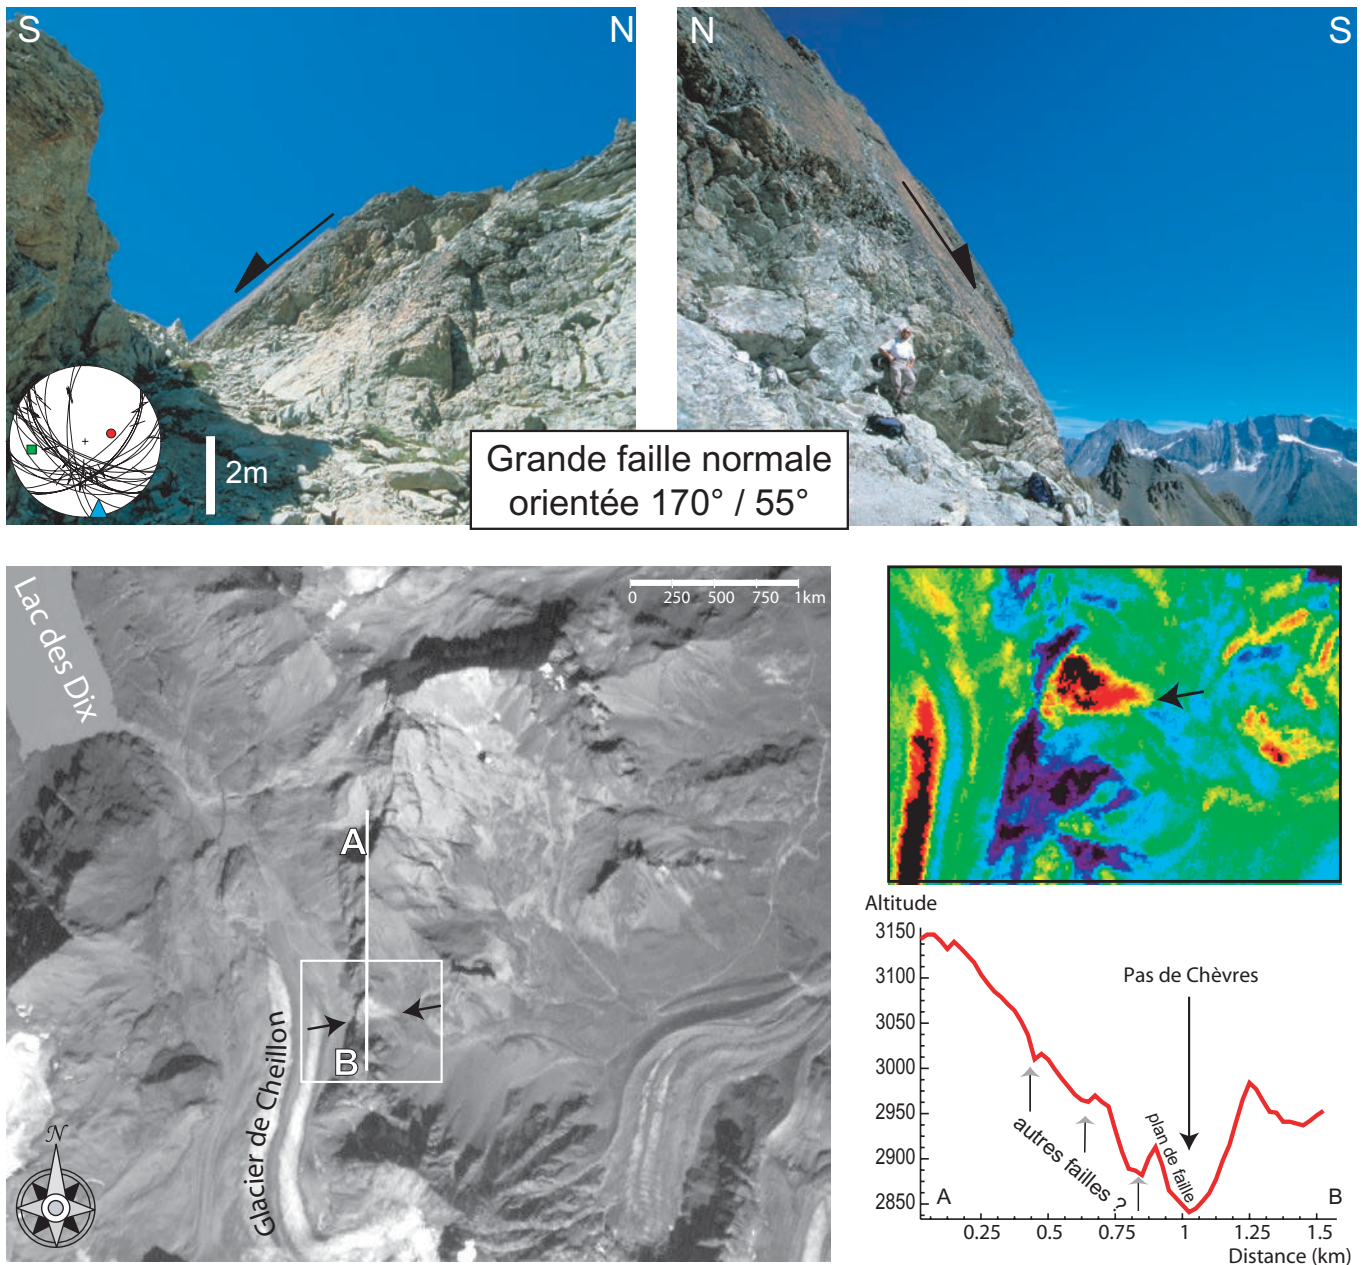 S
N
N
S
2m
Grande faille normale
orientée 170° / 55°
Lac des Dix
0 250 500 750 1km
A
B
Glacier de Cheillon
N
Altitude
3150
3100
3050
3000
2950
2900
2850
Pas de Chèvres
autres failles ?
plan de faille
A
B
0.25 0.5 0.75 1 1.25 1.5
Distance (km)